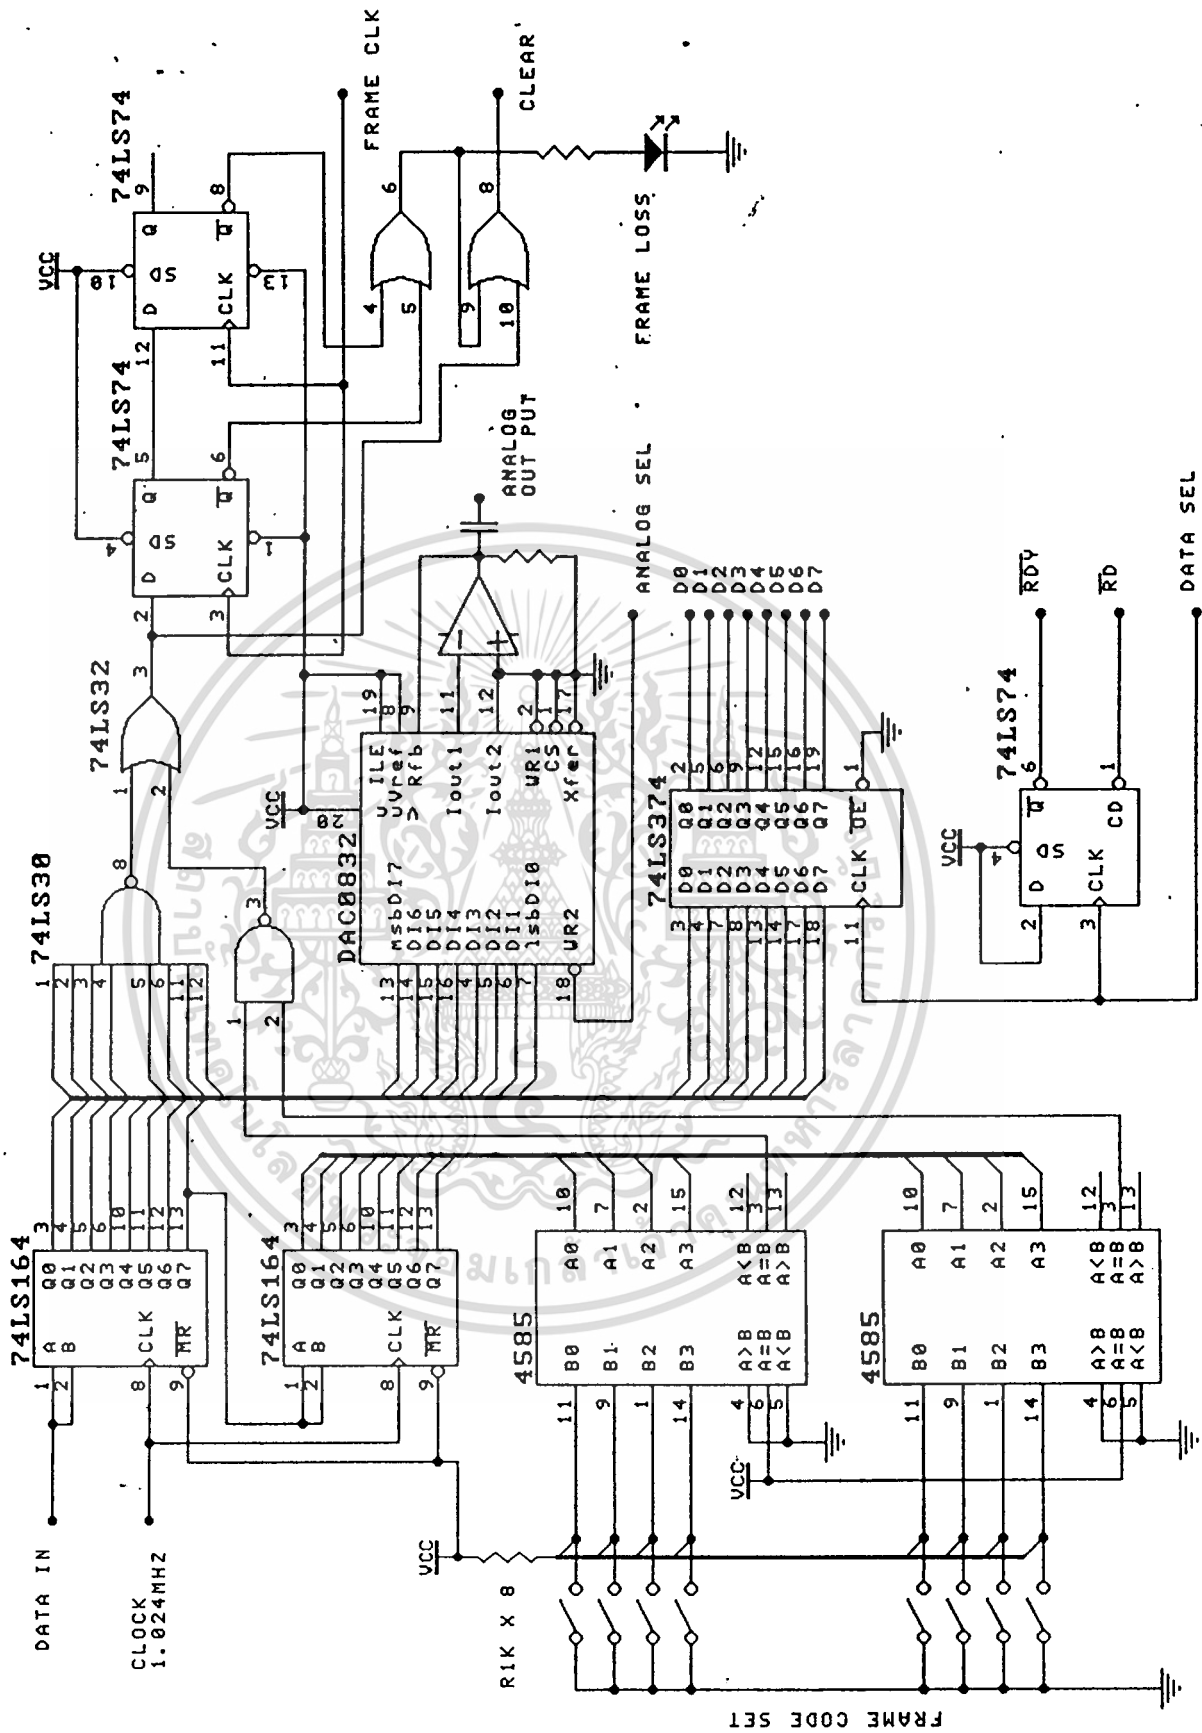 DATA IN
CLOCK
1.024MHZ
74LS164
1 A
2 B
8 CLK
9 MR
Q0 3
Q1 4
Q2 5
Q3 6
Q4 10
Q5 11
Q6 12
Q7 13
74LS164
1 A
2 B
8 CLK
9 MR
Q0 3
Q1 4
Q2 5
Q3 6
Q4 10
Q5 11
Q6 12
Q7 13
VCC
R1K X 8
FRAME CODE SET
4585
11 B0
9 B1
1 B2
14 B3
4 A>B
6 A=B
5 A<B
A0 10
A1 7
A2 2
A3 15
A<B 12
A=B 3
A>B 13
VCC
4585
11 B0
9 B1
1 B2
14 B3
4 A>B
6 A=B
5 A<B
A0 10
A1 7
A2 2
A3 15
A<B 12
A=B 3
A>B 13
74LS30
1
2
3
4
5
6
11
12
8
1
2
3
74LS32
1
2
3
DAC0832
13 msbDI7
14 DI6
15 DI5
16 DI4
4 DI3
5 DI2
6 DI1
7 lsbDI0
18 WR2
VCC
20
ILE 19
Vref 8
Rfb 9
Iout1 11
Iout2 12
WR1 2
CS 1
Xfer 17
ANALOG
OUT PUT
ANALOG SEL
74LS374
3 D0
4 D1
7 D2
8 D3
13 D4
14 D5
17 D6
18 D7
11 CLK
Q0 2
Q1 5
Q2 6
Q3 9
Q4 12
Q5 15
Q6 16
Q7 19
OE 1
D0
D1
D2
D3
D4
D5
D6
D7
74LS74
VCC
2 D
3 CLK
4 SD
Q 6
CD 1
RDY
RD
DATA SEL
74LS74
2 D
3 CLK
4 SD
Q 5
Q 6
1
74LS74
VCC
12 D
11 CLK
10 SD
Q 9
Q 8
13
FRAME CLK
4
5
6
9
10
8
CLEAR
FRAME LOSS